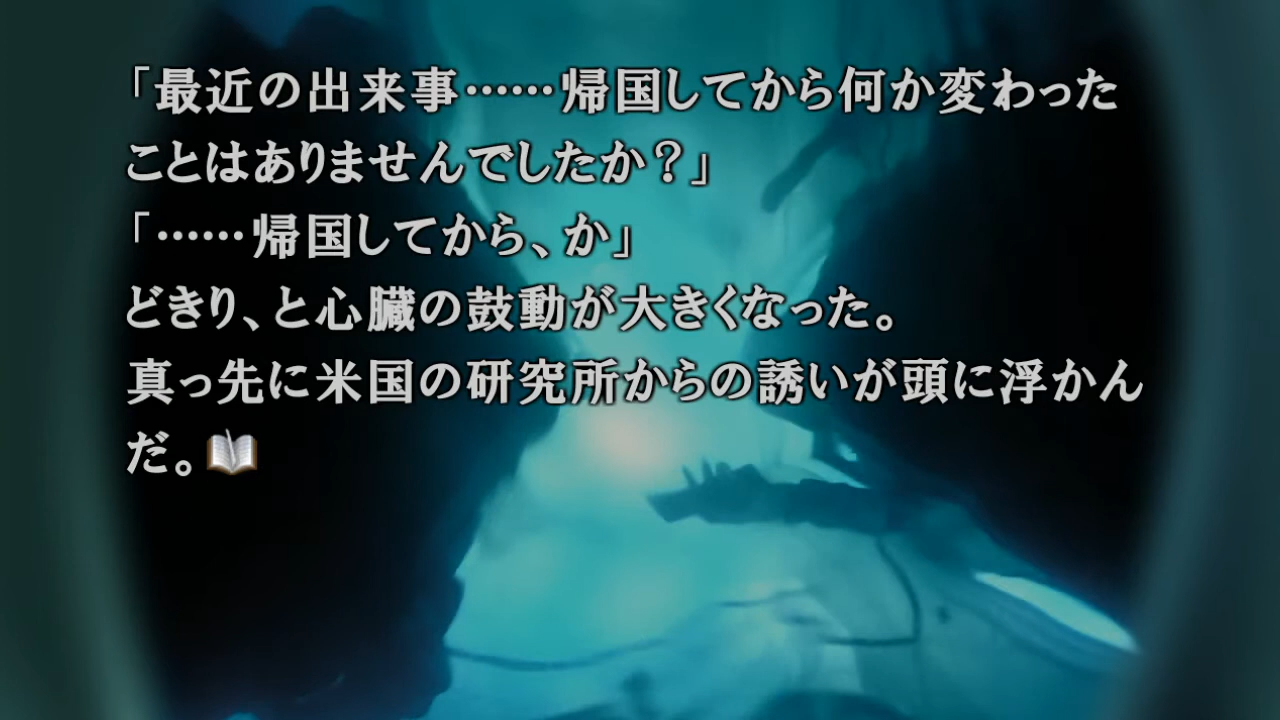 「最近の出来事……帰国してから何か変わった
ことはありませんでしたか？」
「……帰国してから、か」
どきり、と心臓の鼓動が大きくなった。
真っ先に米国の研究所からの誘いが頭に浮かん
だ。